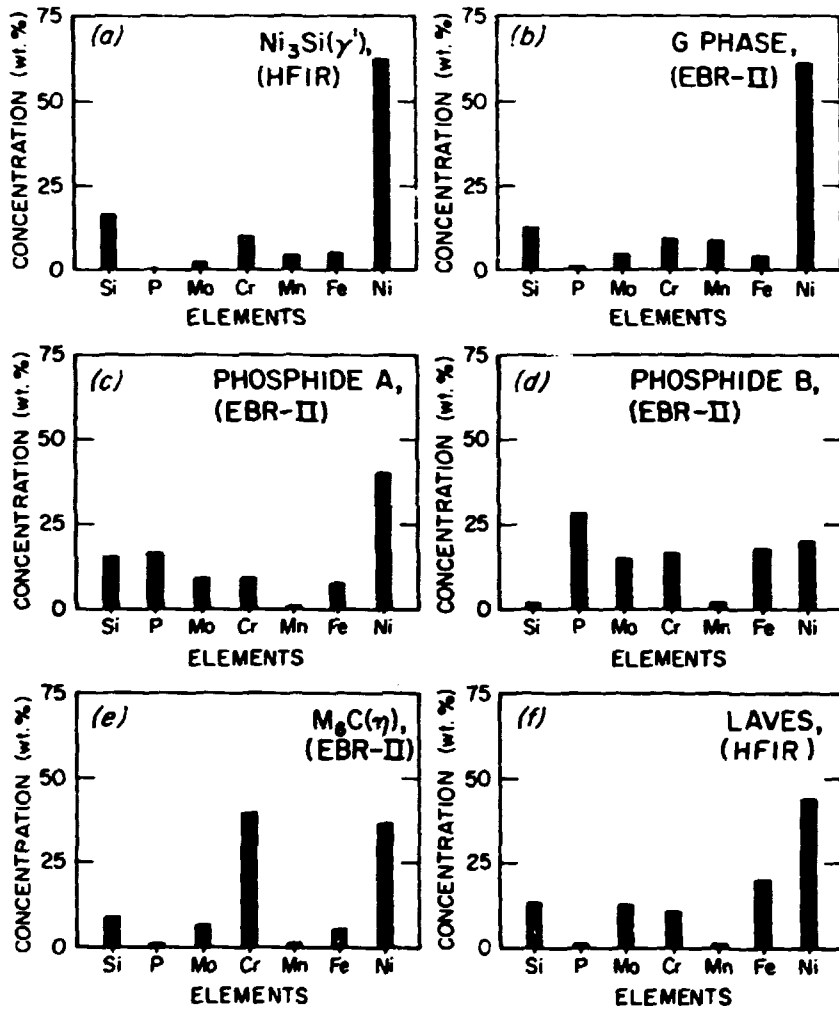 (a) Ni3Si(γ'),
(HFIR)
CONCENTRATION (wt. %)
75
50
25
0
Si P Mo Cr Mn Fe Ni
ELEMENTS
(b) G PHASE,
(EBR-II)
CONCENTRATION (wt. %)
75
50
25
0
Si P Mo Cr Mn Fe Ni
ELEMENTS
(c) PHOSPHIDE A,
(EBR-II)
CONCENTRATION (wt. %)
75
50
25
0
Si P Mo Cr Mn Fe Ni
ELEMENTS
(d) PHOSPHIDE B,
(EBR-II)
CONCENTRATION (wt. %)
75
50
25
0
Si P Mo Cr Mn Fe Ni
ELEMENTS
(e) M6C(η),
(EBR-II)
CONCENTRATION (wt. %)
75
50
25
0
Si P Mo Cr Mn Fe Ni
ELEMENTS
(f) LAVES,
(HFIR)
CONCENTRATION (wt. %)
75
50
25
0
Si P Mo Cr Mn Fe Ni
ELEMENTS